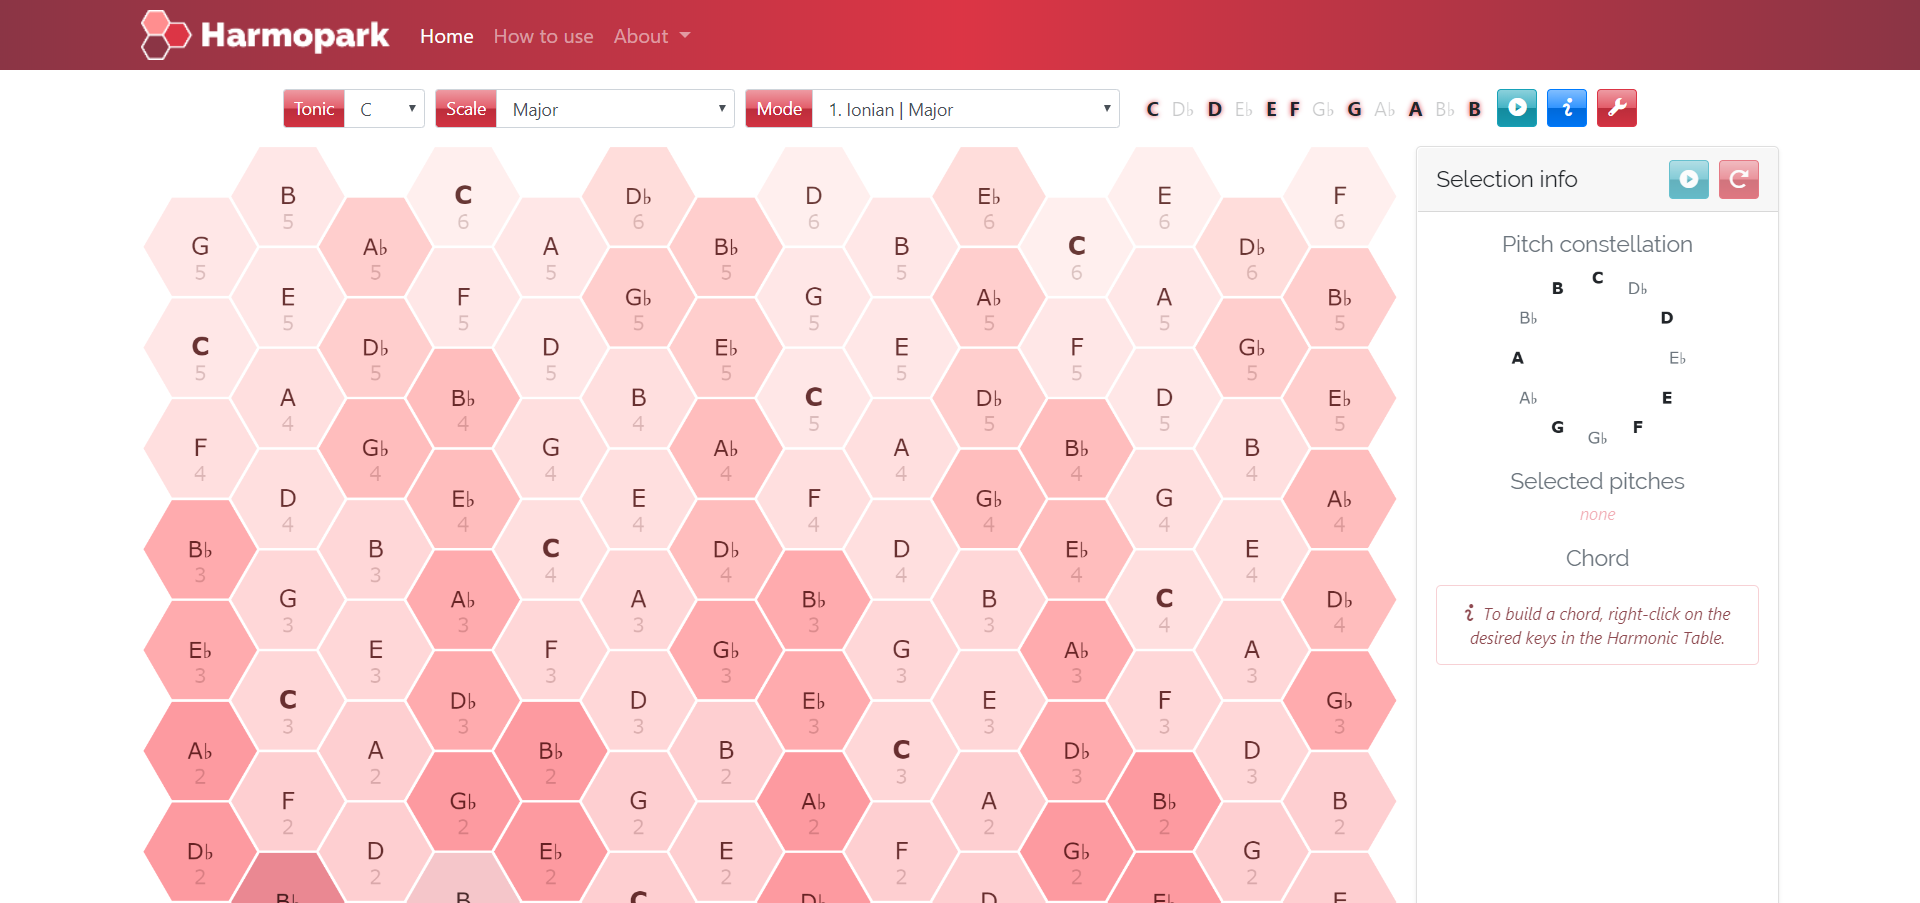 Harmopark Home How to use About
Tonic C Scale Major Mode 1. Ionian | Major C D♭ D E♭ E F G♭ G A♭ A B♭ B
Selection info
Pitch constellation
C
B D♭
B♭ D
A E♭
A♭ E
G F
G♭
Selected pitches
none
Chord
i To build a chord, right-click on the
desired keys in the Harmonic Table.
B C D♭ D E♭ E F
5 6 6 6 6 6 6
G A♭ A B♭ B C D♭
5 5 5 5 5 6 6
E F G♭ G A♭ A B♭
5 5 5 5 5 5 5
C D♭ D E♭ E F G♭
5 5 5 5 5 5 5
A B♭ B C D♭ D E♭
4 4 4 5 5 5 5
F G♭ G A♭ A B♭ B
4 4 4 4 4 4 4
D E♭ E F G♭ G A♭
4 4 4 4 4 4 4
B♭ B C D♭ D E♭ E
3 3 4 4 4 4 4
G A♭ A B♭ B C D♭
3 3 3 3 3 4 4
E♭ E F G♭ G A♭ A
3 3 3 3 3 3 3
C D♭ D E♭ E F G♭
3 3 3 3 3 3 3
A♭ A B♭ B C D♭ D
2 2 2 2 3 3 3
F G♭ G A♭ A B♭ B
2 2 2 2 2 2 2
D♭ D E♭ E F G♭ G
2 2 2 2 2 2 2
B♭ B C D♭ D E♭ E